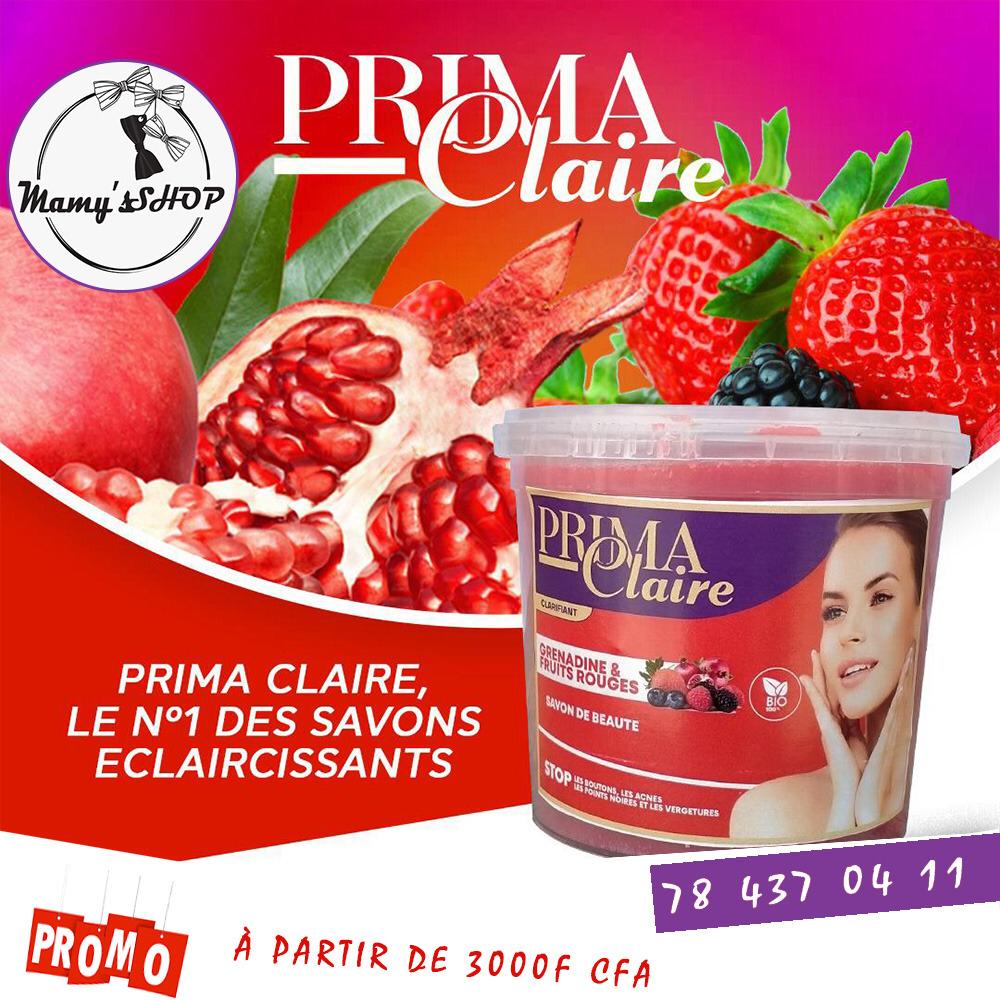 PRIMA
Claire
Mamy'sSHOP
PRIMA
Claire
CLARIFIANT
GRENADINE &
FRUITS ROUGES
BIO
100%
SAVON DE BEAUTE
STOP LES BOUTONS, LES ACNES
LES POINTS NOIRES ET LES VERGETURES
PRIMA CLAIRE,
LE Nº1 DES SAVONS
ECLAIRCISSANTS
78 437 04 11
PROMO
À PARTIR DE 3000F CFA